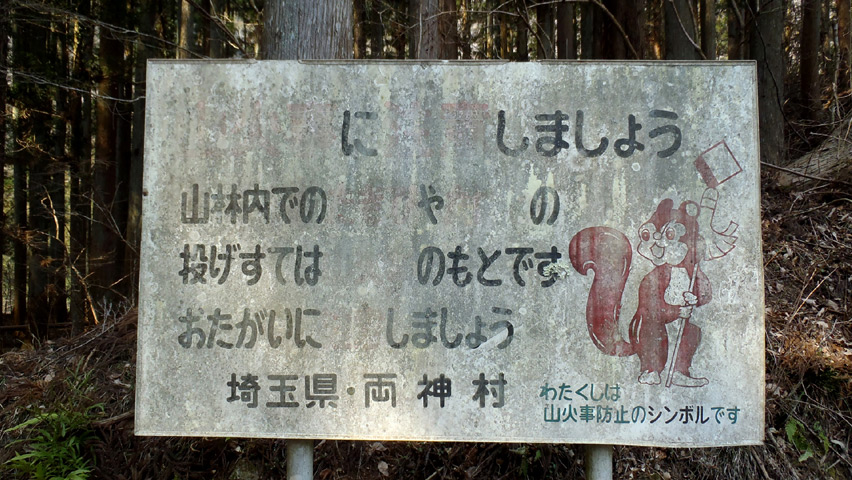 に しましょう
山林内での や の
投げすては のもとです
おたがいに しましょう
埼玉県・両神村
わたくしは
山火事防止のシンボルです